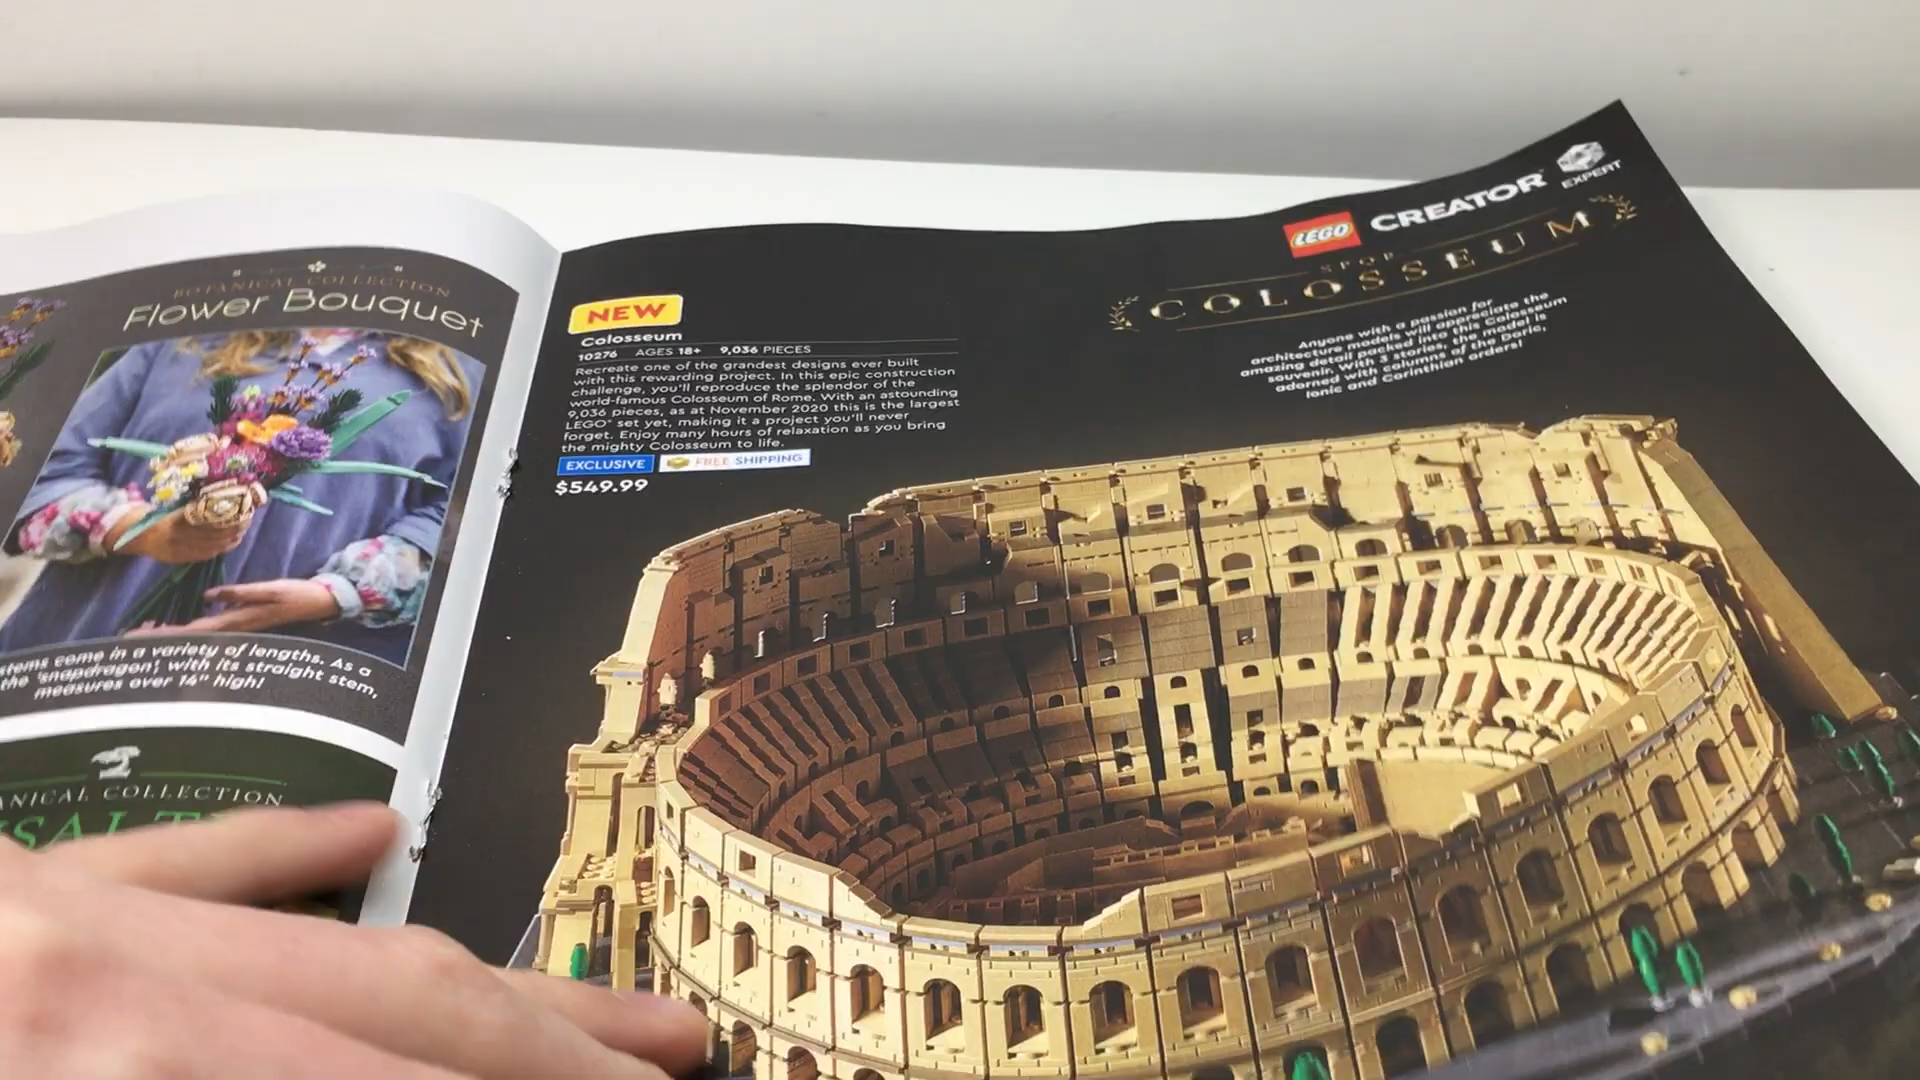 BOTANICAL COLLECTION
Flower Bouquet
stems come in a variety of lengths. As a
the 'snapdragon', with its straight stem,
measures over 14" high!
ANICAL COLLECTION
NEW
Colosseum
10276 AGES 18+ 9,036 PIECES
Recreate one of the grandest designs ever built
with this rewarding project. In this epic construction
challenge, you'll reproduce the splendor of the
world-famous Colosseum of Rome. With an astounding
9,036 pieces, as at November 2020 this is the largest
LEGO® set yet, making it a project you'll never
forget. Enjoy many hours of relaxation as you bring
the mighty Colosseum to life.
EXCLUSIVE FREE SHIPPING
$549.99
LEGO CREATOR EXPERT
SPQR
COLOSSEUM
Anyone with a passion for
architecture models will appreciate the
amazing detail packed into this Colosseum
souvenir. With 3 stories, the model is
adorned with columns of the Doric,
Ionic and Corinthian orders!